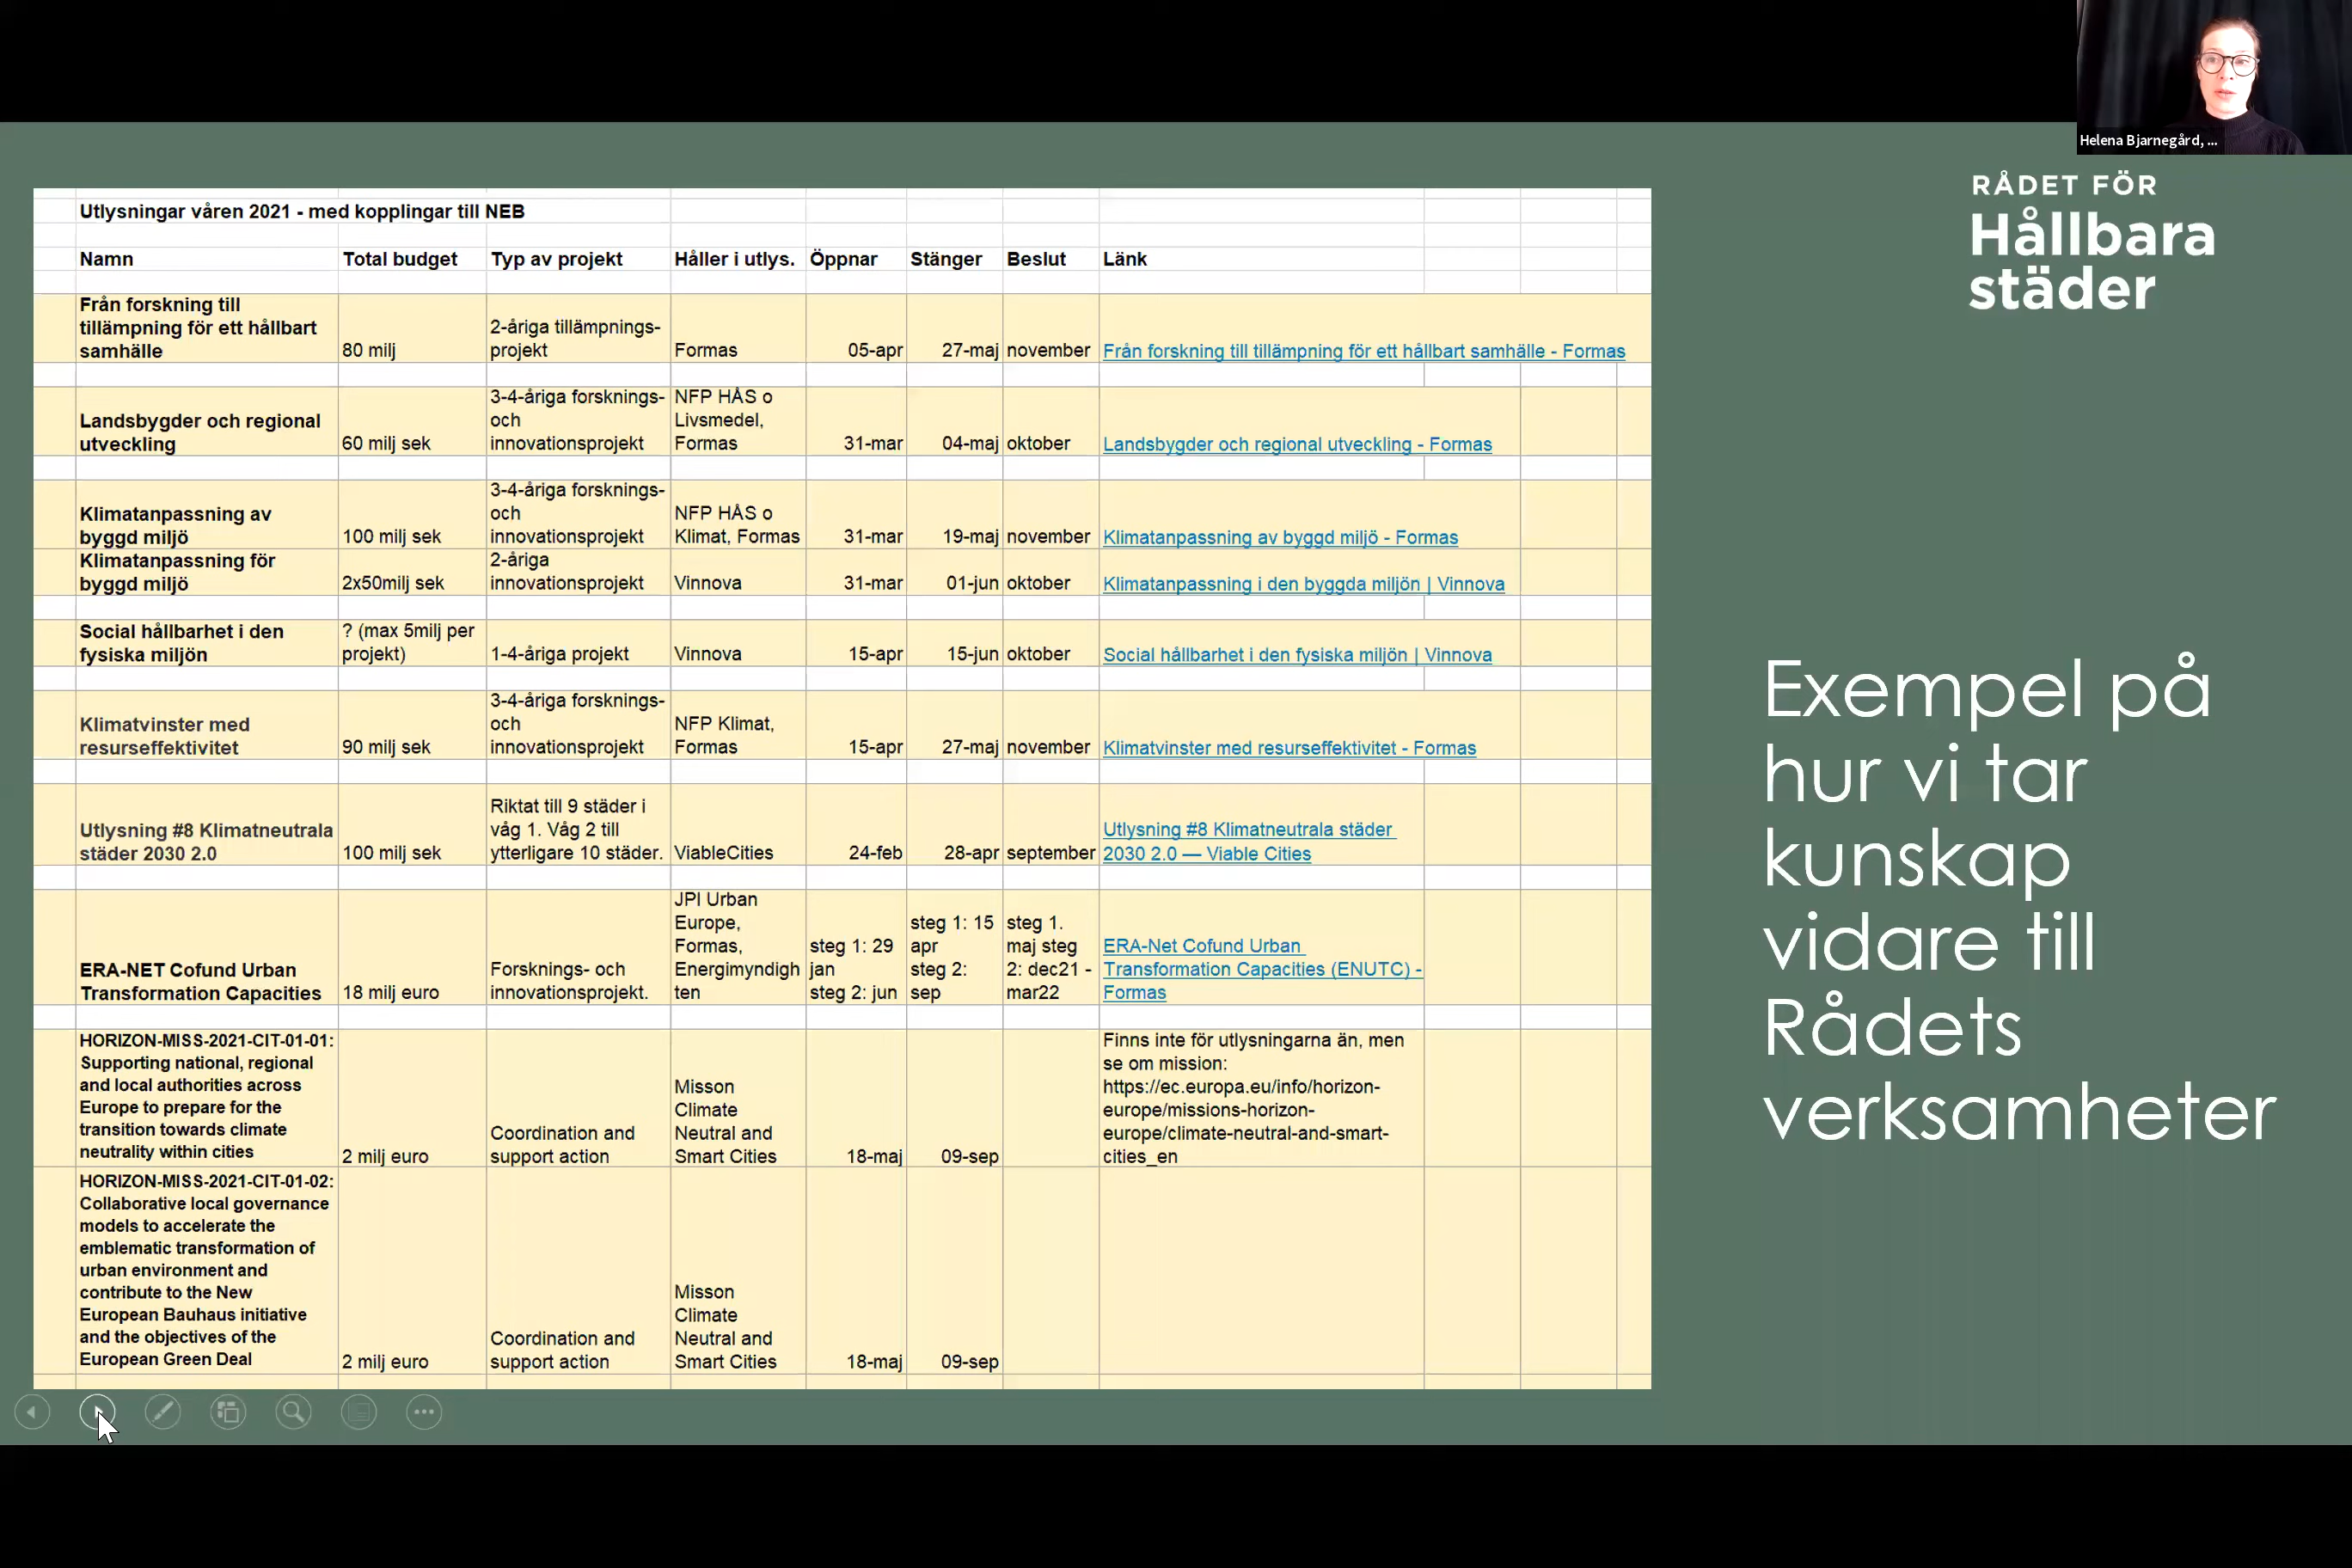 Helena Bjarnegård, ...
RÅDET FÖR
Hållbara
städer
Utlysningar våren 2021 - med kopplingar till NEB
Namn Total budget Typ av projekt Håller i utlys. Öppnar Stänger Beslut Länk
Från forskning till
tillämpning för ett hållbart
samhälle
80 milj
2-åriga tillämpnings-
projekt
Formas
05-apr
27-maj
november
Från forskning till tillämpning för ett hållbart samhälle - Formas
Landsbygder och regional
utveckling
60 milj sek
3-4-åriga forsknings-
och
innovationsprojekt
NFP HÅS o
Livsmedel,
Formas
31-mar
04-maj
oktober
Landsbygder och regional utveckling - Formas
Klimatanpassning av
byggd miljö
100 milj sek
3-4-åriga forsknings-
och
innovationsprojekt
NFP HÅS o
Klimat, Formas
31-mar
19-maj
november
Klimatanpassning av byggd miljö - Formas
Klimatanpassning för
byggd miljö
2x50milj sek
2-åriga
innovationsprojekt
Vinnova
31-mar
01-jun
oktober
Klimatanpassning i den byggda miljön | Vinnova
Social hållbarhet i den
fysiska miljön
? (max 5milj per
projekt)
1-4-åriga projekt
Vinnova
15-apr
15-jun
oktober
Social hållbarhet i den fysiska miljön | Vinnova
Klimatvinster med
resurseffektivitet
90 milj sek
3-4-åriga forsknings-
och
innovationsprojekt
NFP Klimat,
Formas
15-apr
27-maj
november
Klimatvinster med resurseffektivitet - Formas
Utlysning #8 Klimatneutrala
städer 2030 2.0
100 milj sek
Riktat till 9 städer i
våg 1. Våg 2 till
ytterligare 10 städer.
ViableCities
24-feb
28-apr
september
Utlysning #8 Klimatneutrala städer
2030 2.0 — Viable Cities
ERA-NET Cofund Urban
Transformation Capacities
18 milj euro
Forsknings- och
innovationsprojekt.
JPI Urban
Europe,
Formas,
Energimyndigh
ten
steg 1: 29
jan
steg 2: jun
steg 1: 15
apr
steg 2:
sep
steg 1.
maj steg
2: dec21 -
mar22
ERA-Net Cofund Urban
Transformation Capacities (ENUTC) -
Formas
HORIZON-MISS-2021-CIT-01-01:
Supporting national, regional
and local authorities across
Europe to prepare for the
transition towards climate
neutrality within cities
2 milj euro
Coordination and
support action
Misson
Climate
Neutral and
Smart Cities
18-maj
09-sep
Finns inte för utlysningarna än, men
se om mission:
https://ec.europa.eu/info/horizon-
europe/missions-horizon-
europe/climate-neutral-and-smart-
cities_en
HORIZON-MISS-2021-CIT-01-02:
Collaborative local governance
models to accelerate the
emblematic transformation of
urban environment and
contribute to the New
European Bauhaus initiative
and the objectives of the
European Green Deal
2 milj euro
Coordination and
support action
Misson
Climate
Neutral and
Smart Cities
18-maj
09-sep
Exempel på
hur vi tar
kunskap
vidare till
Rådets
verksamheter